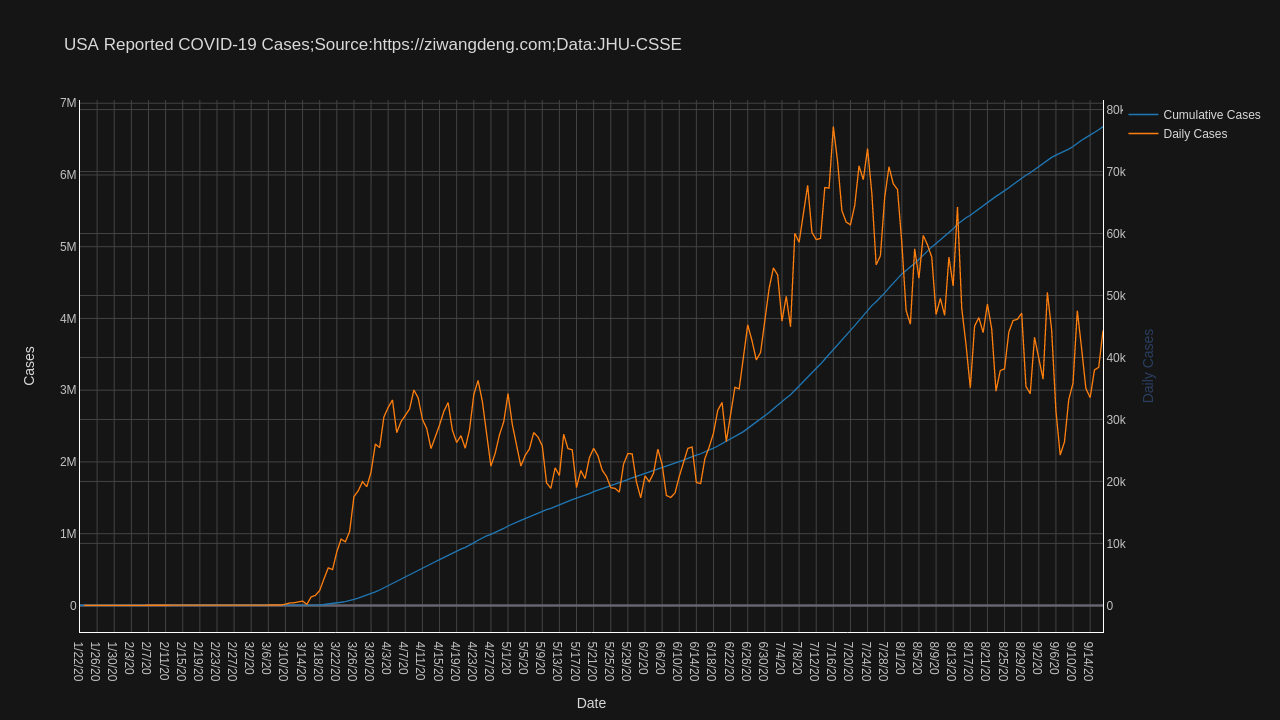 USA Reported COVID-19 Cases;Source:https://ziwangdeng.com;Data:JHU-CSSE
7M
6M
5M
4M
3M
2M
1M
0
Cases
80k
70k
60k
50k
40k
30k
20k
10k
0
Daily Cases
Cumulative Cases
Daily Cases
1/22/20
1/26/20
1/30/20
2/3/20
2/7/20
2/11/20
2/15/20
2/19/20
2/23/20
2/27/20
3/2/20
3/6/20
3/10/20
3/14/20
3/18/20
3/22/20
3/26/20
3/30/20
4/3/20
4/7/20
4/11/20
4/15/20
4/19/20
4/23/20
4/27/20
5/1/20
5/5/20
5/9/20
5/13/20
5/17/20
5/21/20
5/25/20
5/29/20
6/2/20
6/6/20
6/10/20
6/14/20
6/18/20
6/22/20
6/26/20
6/30/20
7/4/20
7/8/20
7/12/20
7/16/20
7/20/20
7/24/20
7/28/20
8/1/20
8/5/20
8/9/20
8/13/20
8/17/20
8/21/20
8/25/20
8/29/20
9/2/20
9/6/20
9/10/20
9/14/20
Date